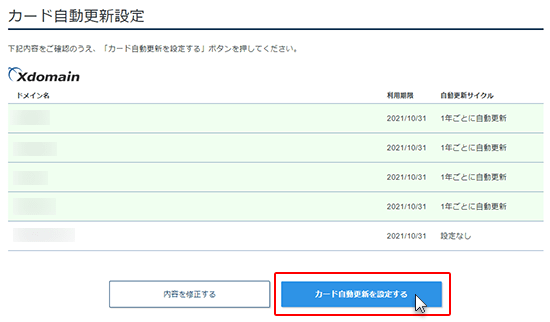 カード自動更新設定
下記内容をご確認のうえ、「カード自動更新を設定する」ボタンを押してください。
Xdomain
ドメイン名 利用期限 自動更新サイクル
2021/10/31 1年ごとに自動更新
2021/10/31 1年ごとに自動更新
2021/10/31 1年ごとに自動更新
2021/10/31 1年ごとに自動更新
2021/10/31 設定なし
内容を修正する カード自動更新を設定する